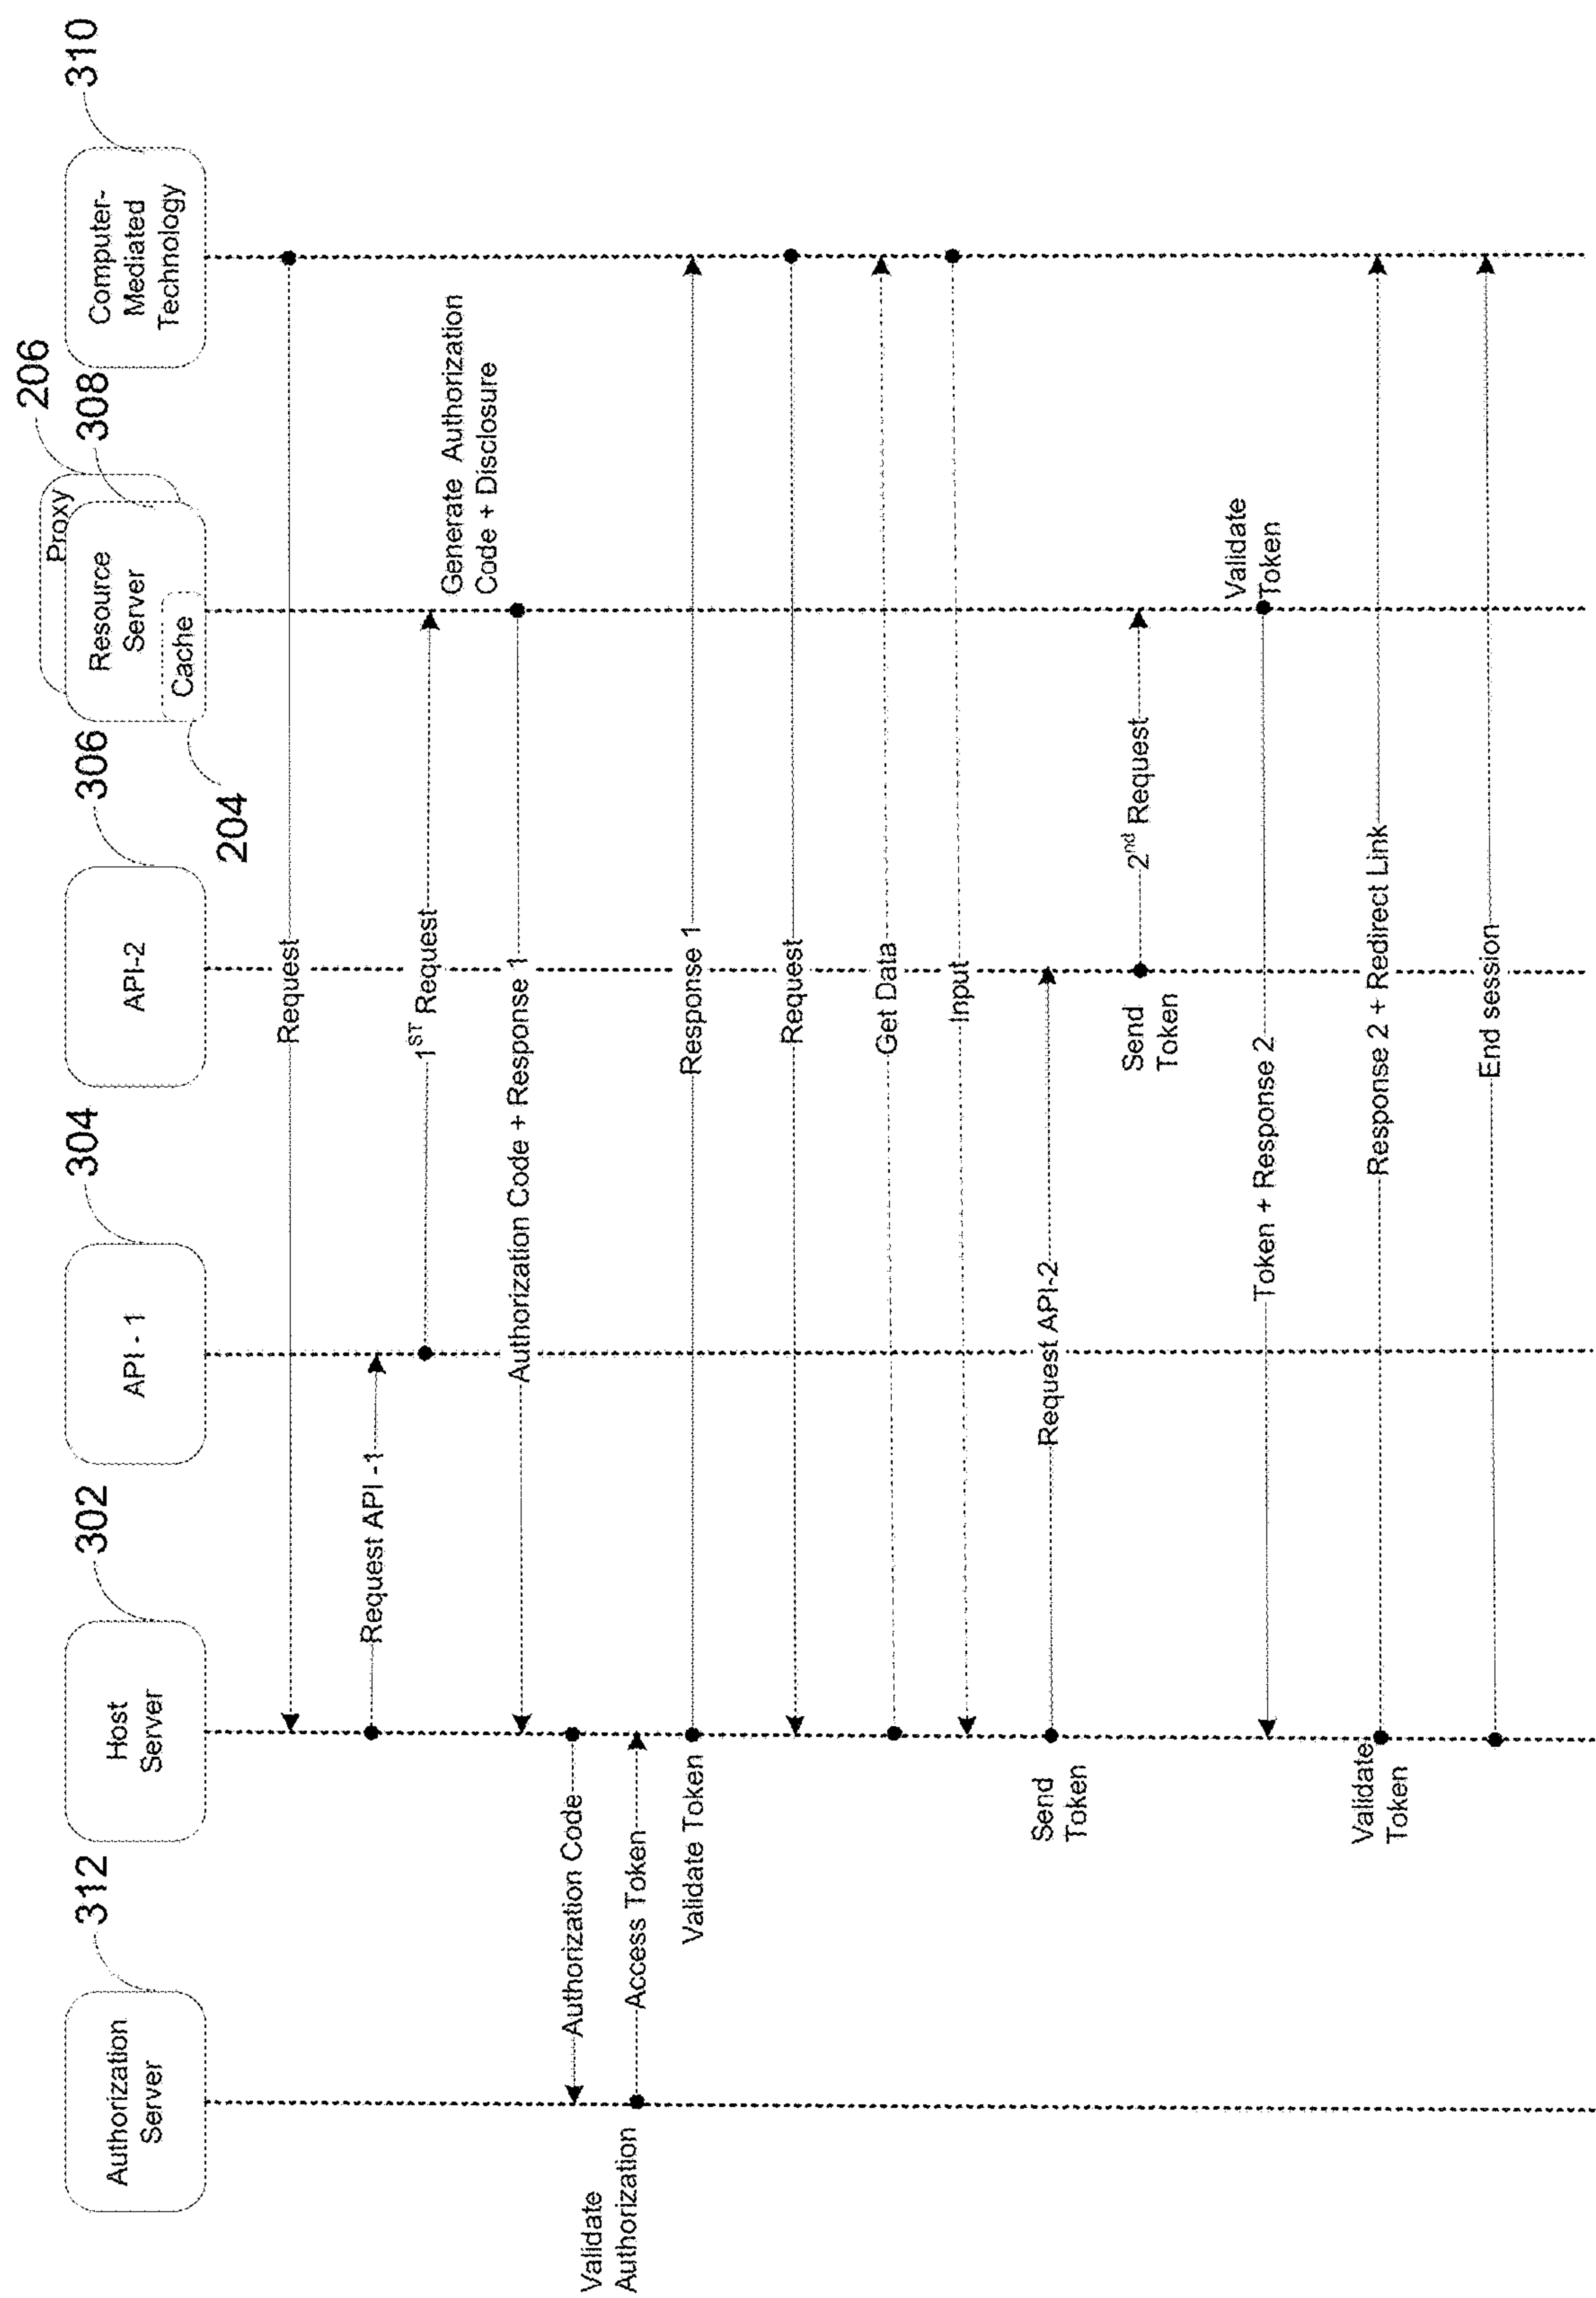 312
302
304
306
206
308
310
Authorization
Server
Host
Server
API - 1
API-2
Proxy
Resource
Server
Cache
204
Computer-
Mediated
Technology
Request
Request API -1
1ST Request
Generate Authorization
Code + Disclosure
Authorization Code + Response 1
Authorization Code
Validate
Authorization
Access Token
Validate Token
Response 1
Request
Get Data
Input
Send
Token
Request API-2
Send
Token
2nd Request
Validate
Token
Token + Response 2
Validate
Token
Response 2 + Redirect Link
End session